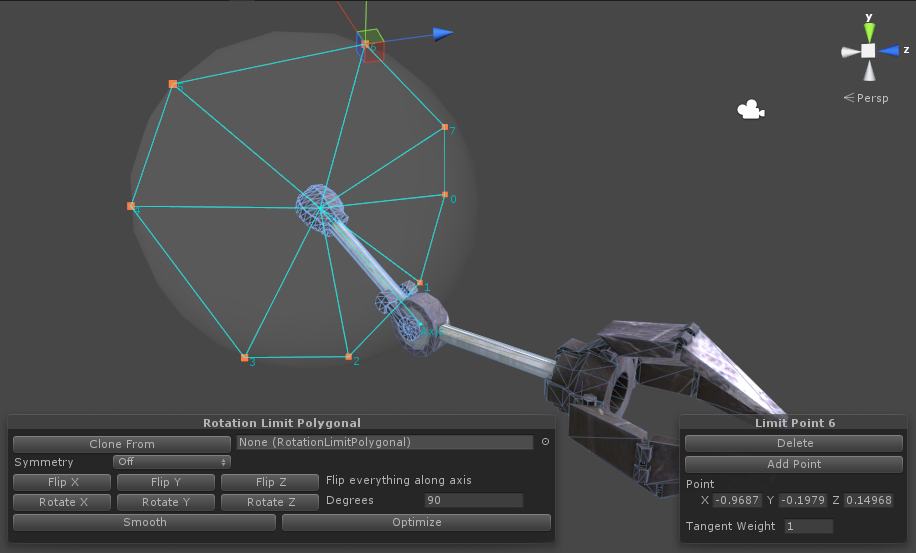 y
z
Persp
6
5
7
4
0
1
Axis
3
2
Rotation Limit Polygonal
Clone From None (RotationLimitPolygonal)
Symmetry Off
Flip X Flip Y Flip Z Flip everything along axis
Rotate X Rotate Y Rotate Z Degrees 90
Smooth Optimize
Limit Point 6
Delete
Add Point
Point
X -0.9687 Y -0.1979 Z 0.14968
Tangent Weight 1